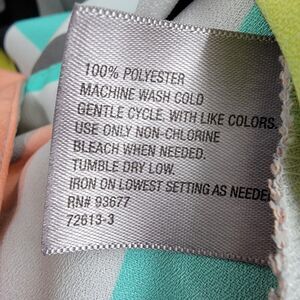 100% POLYESTER
MACHINE WASH COLD
GENTLE CYCLE, WITH LIKE COLORS.
USE ONLY NON-CHLORINE
BLEACH WHEN NEEDED.
TUMBLE DRY LOW.
IRON ON LOWEST SETTING AS NEEDE
RN# 93677
72613-3